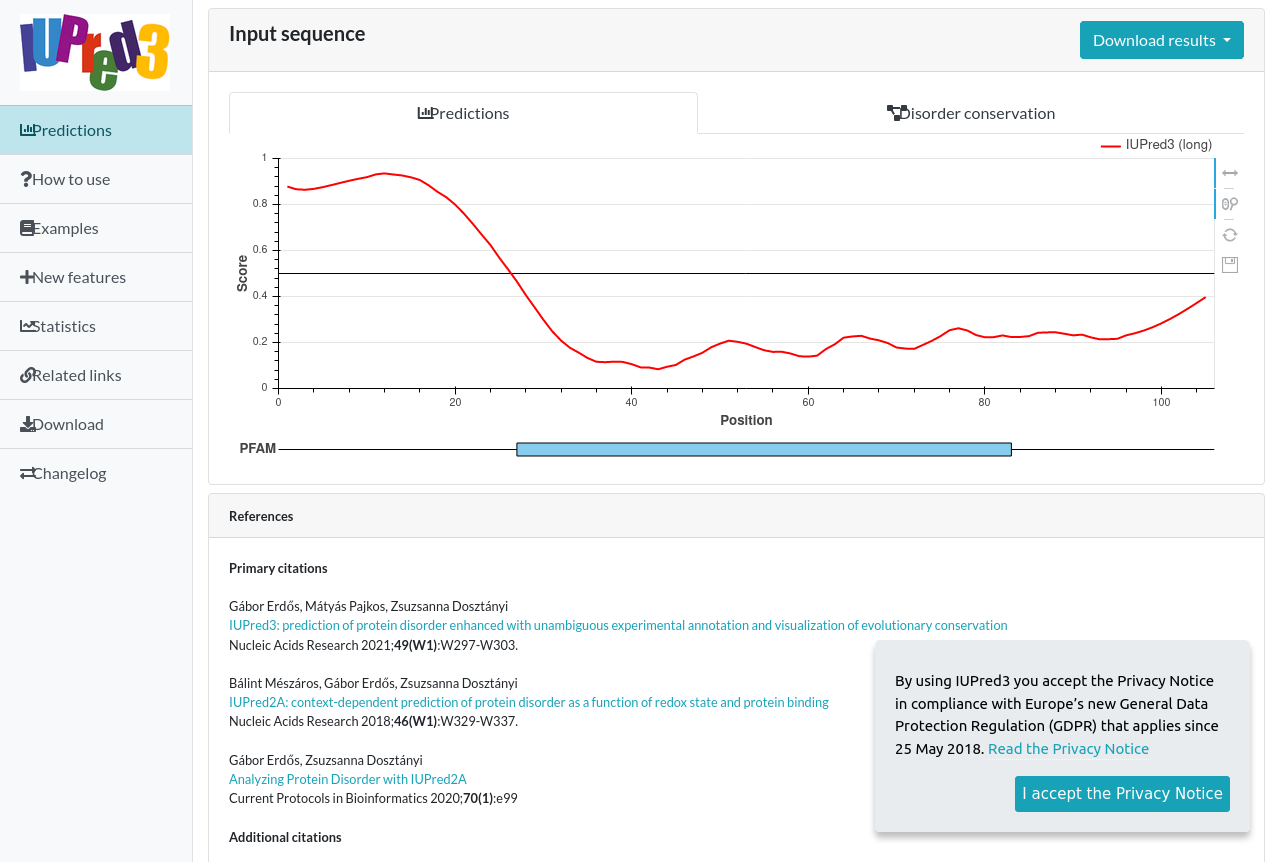 IUPred3
Predictions
How to use
Examples
New features
Statistics
Related links
Download
Changelog
Input sequence
Download results
Predictions
Disorder conservation
IUPred3 (long)
1
0.8
0.6
0.4
0.2
0
Score
0 20 40 60 80 100
Position
PFAM
References
Primary citations
Gábor Erdős, Mátyás Pajkos, Zsuzsanna Dosztányi
IUPred3: prediction of protein disorder enhanced with unambiguous experimental annotation and visualization of evolutionary conservation
Nucleic Acids Research 2021;49(W1):W297-W303.
Bálint Mészáros, Gábor Erdős, Zsuzsanna Dosztányi
IUPred2A: context-dependent prediction of protein disorder as a function of redox state and protein binding
Nucleic Acids Research 2018;46(W1):W329-W337.
Gábor Erdős, Zsuzsanna Dosztányi
Analyzing Protein Disorder with IUPred2A
Current Protocols in Bioinformatics 2020;70(1):e99
Additional citations
By using IUPred3 you accept the Privacy Notice
in compliance with Europe's new General Data
Protection Regulation (GDPR) that applies since
25 May 2018. Read the Privacy Notice
I accept the Privacy Notice